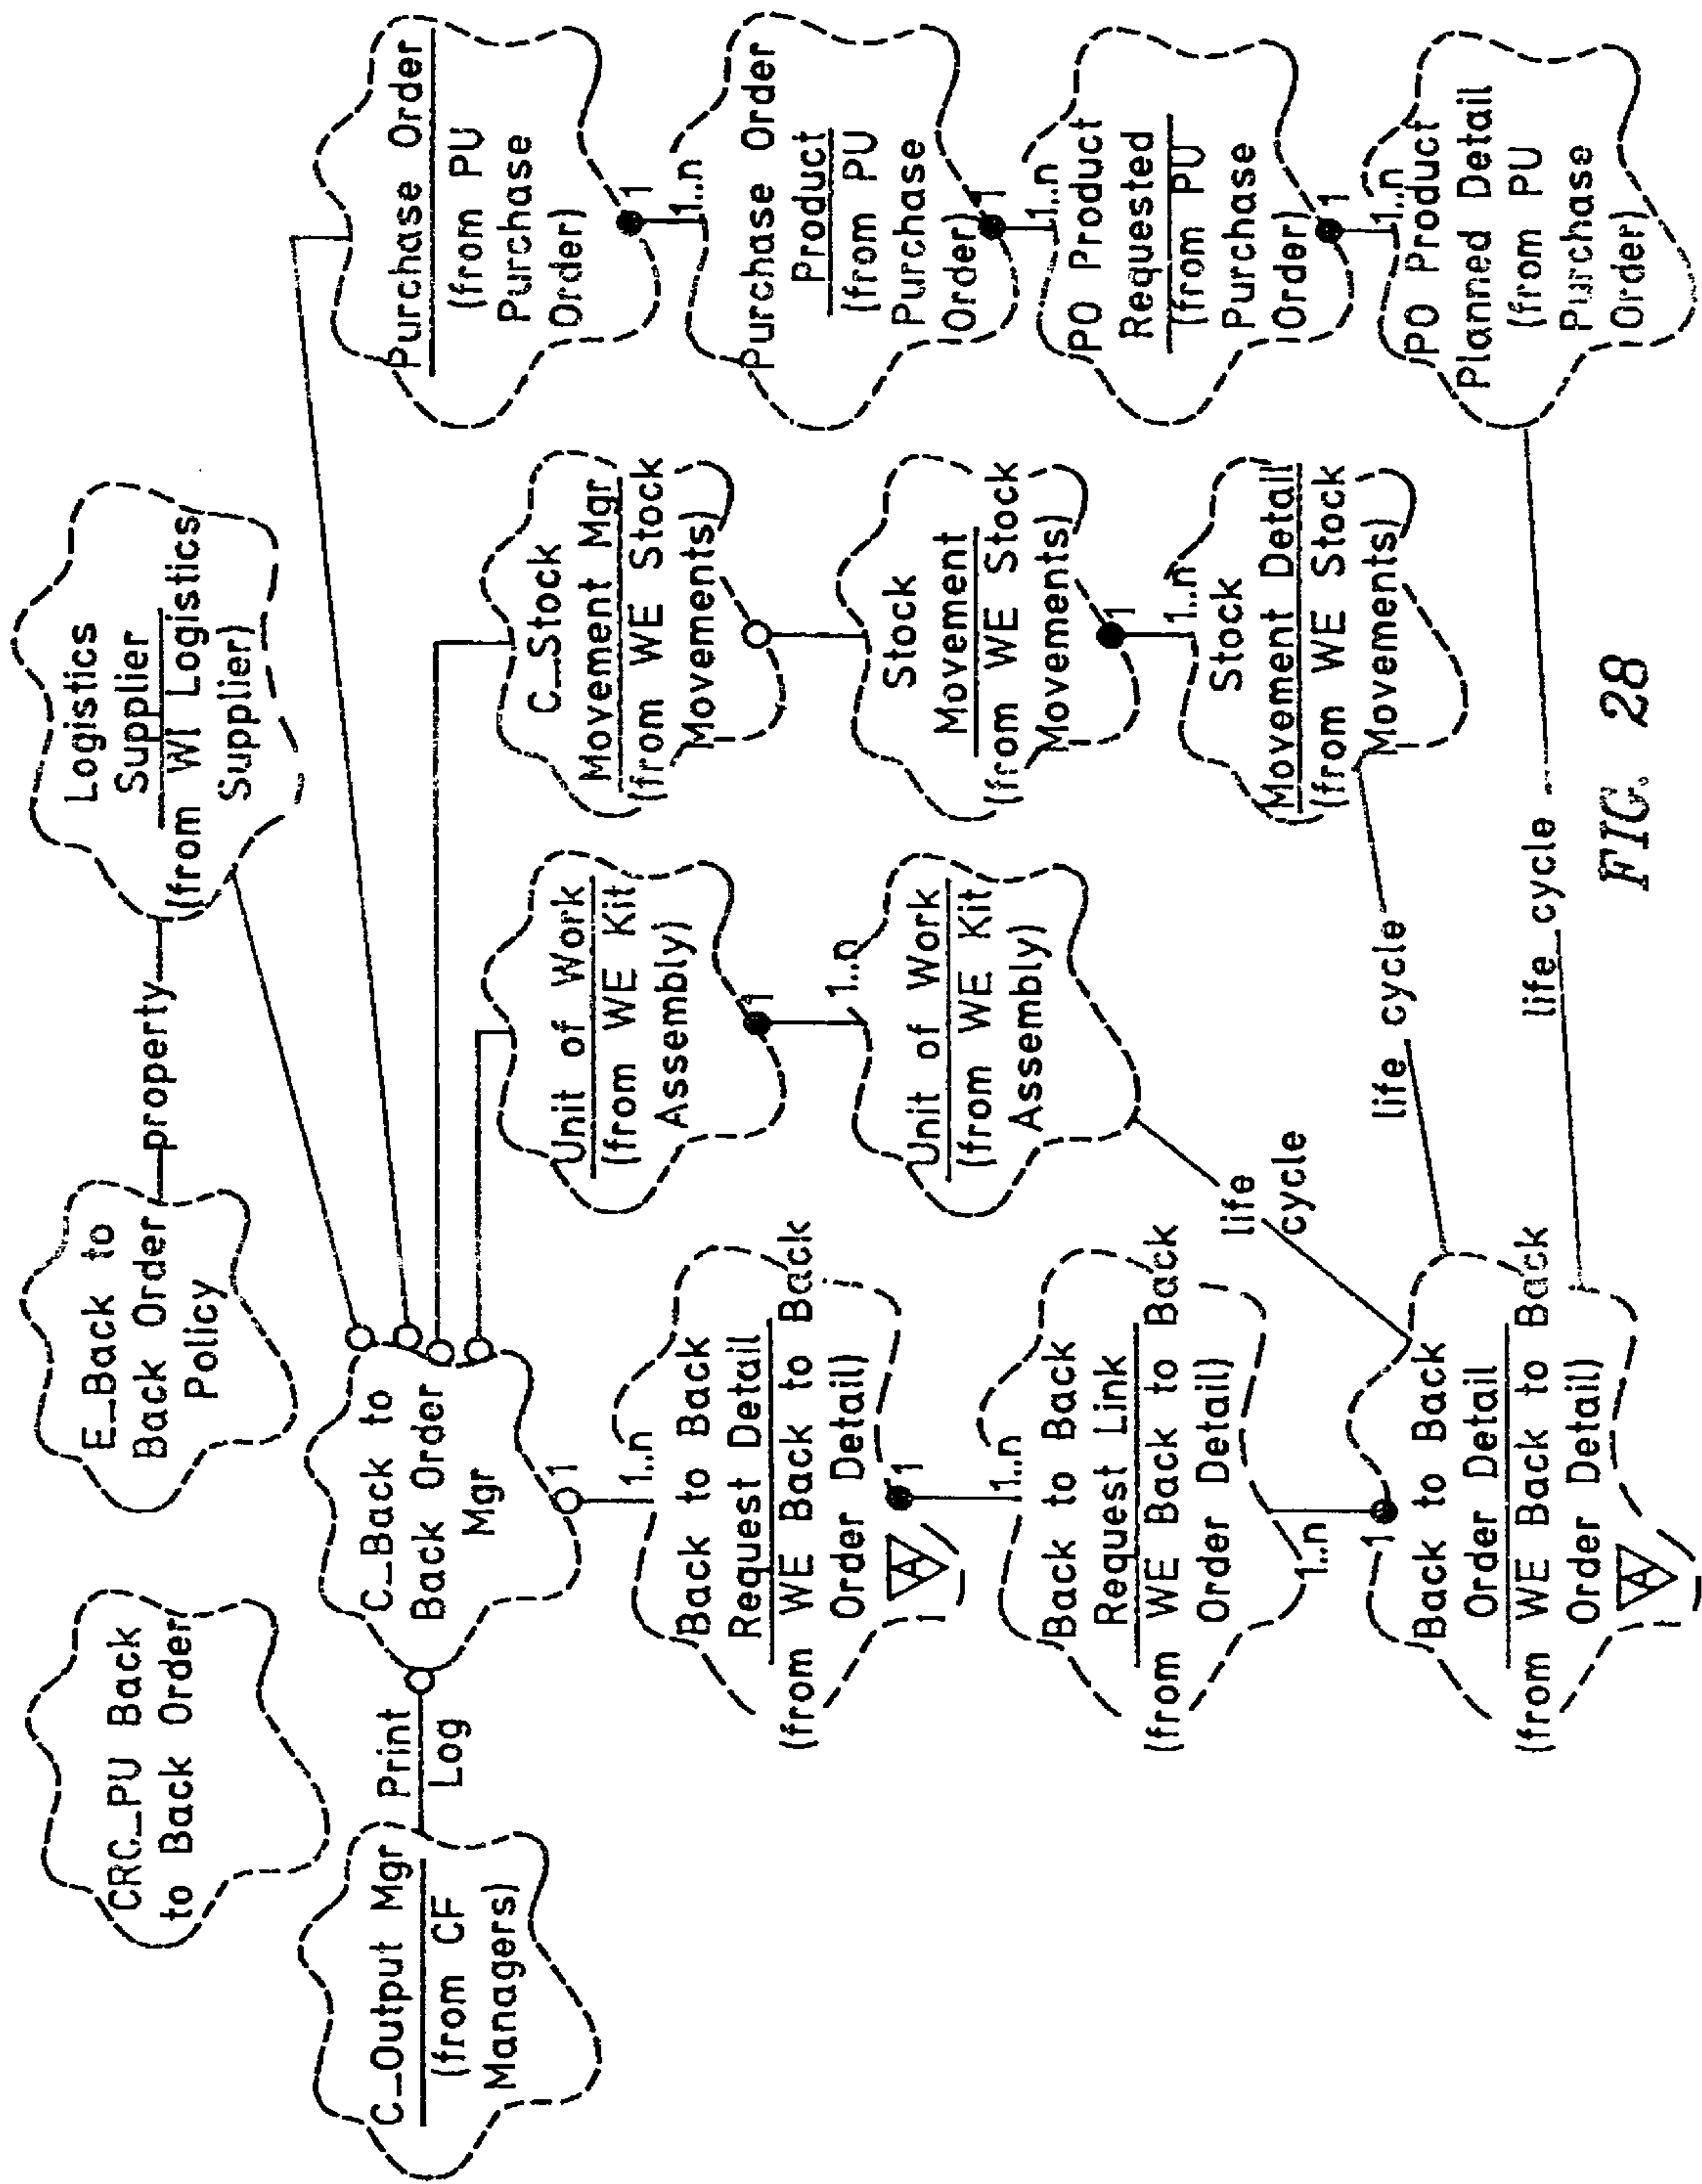 CRC_PU Back
to Back Order
E_Back to
Back Order
Policy
property
Logistics
Supplier
(from WI Logistics
Supplier)
C_Output Mgr
(from CF
Managers)
Print
Log
C_Back to
Back Order
Mgr
1
1..n
Back to Back
Request Detail
(from WE Back to Back
Order Detail)
A
1
1..n
Back to Back
Request Link
(from WE Back to Back
Order Detail)
1..n
1
Back to Back
Order Detail
(from WE Back to Back
Order Detail)
A
Unit of Work
(from WE Kit
Assembly)
1
1..n
Unit of Work
(from WE Kit
Assembly)
life
cycle
C_Stock
Movement Mgr
(from WE Stock
Movements)
Stock
Movement
(from WE Stock
Movements)
1
1..n
Stock
Movement Detail
(from WE Stock
Movements)
life cycle
Purchase Order
(from PU
Purchase
Order)
1
1..n
Purchase Order
Product
(from PU
Purchase
Order)
1
1..n
PO Product
Requested
(from PU
Purchase
Order)
1
1..n
PO Product
Planned Detail
(from PU
Purchase
Order)
life cycle
FIG. 28